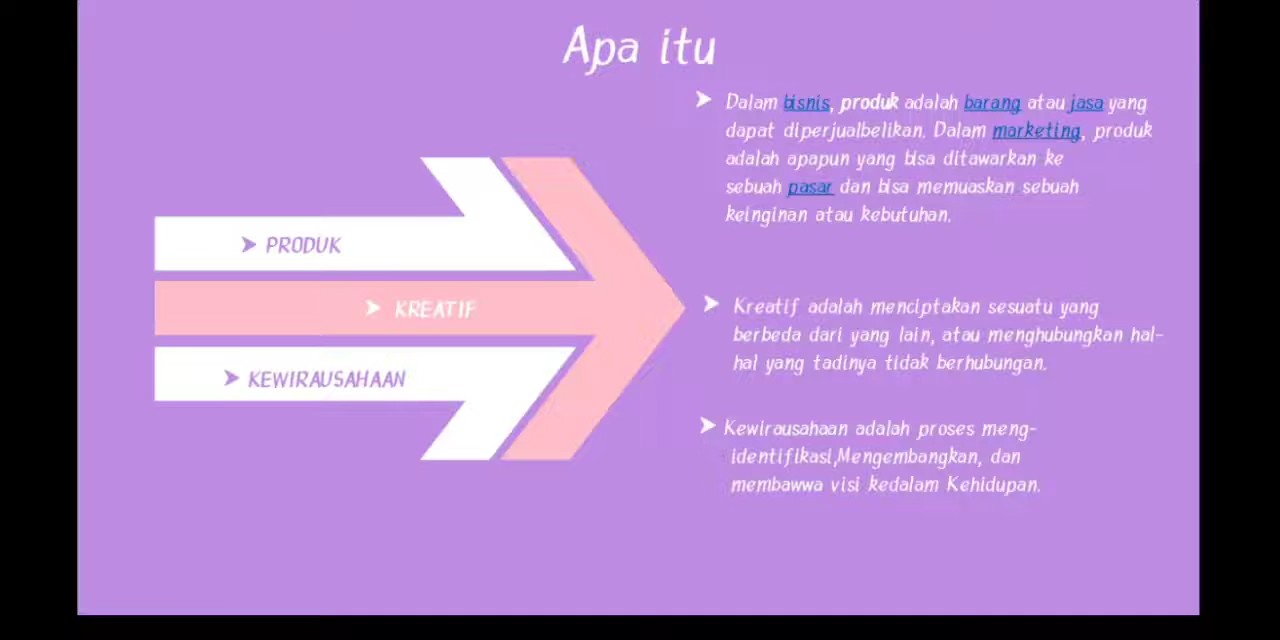 Apa itu
PRODUK
KREATIF
KEWIRAUSAHAAN
Dalam bisnis, produk adalah barang atau jasa yang
dapat diperjualbelikan. Dalam marketing, produk
adalah apapun yang bisa ditawarkan ke
sebuah pasar dan bisa memuaskan sebuah
keinginan atau kebutuhan.
Kreatif adalah menciptakan sesuatu yang
berbeda dari yang lain, atau menghubungkan hal-
hal yang tadinya tidak berhubungan.
Kewirausahaan adalah proses meng-
identifikasi,Mengembangkan, dan
membawwa visi kedalam Kehidupan.